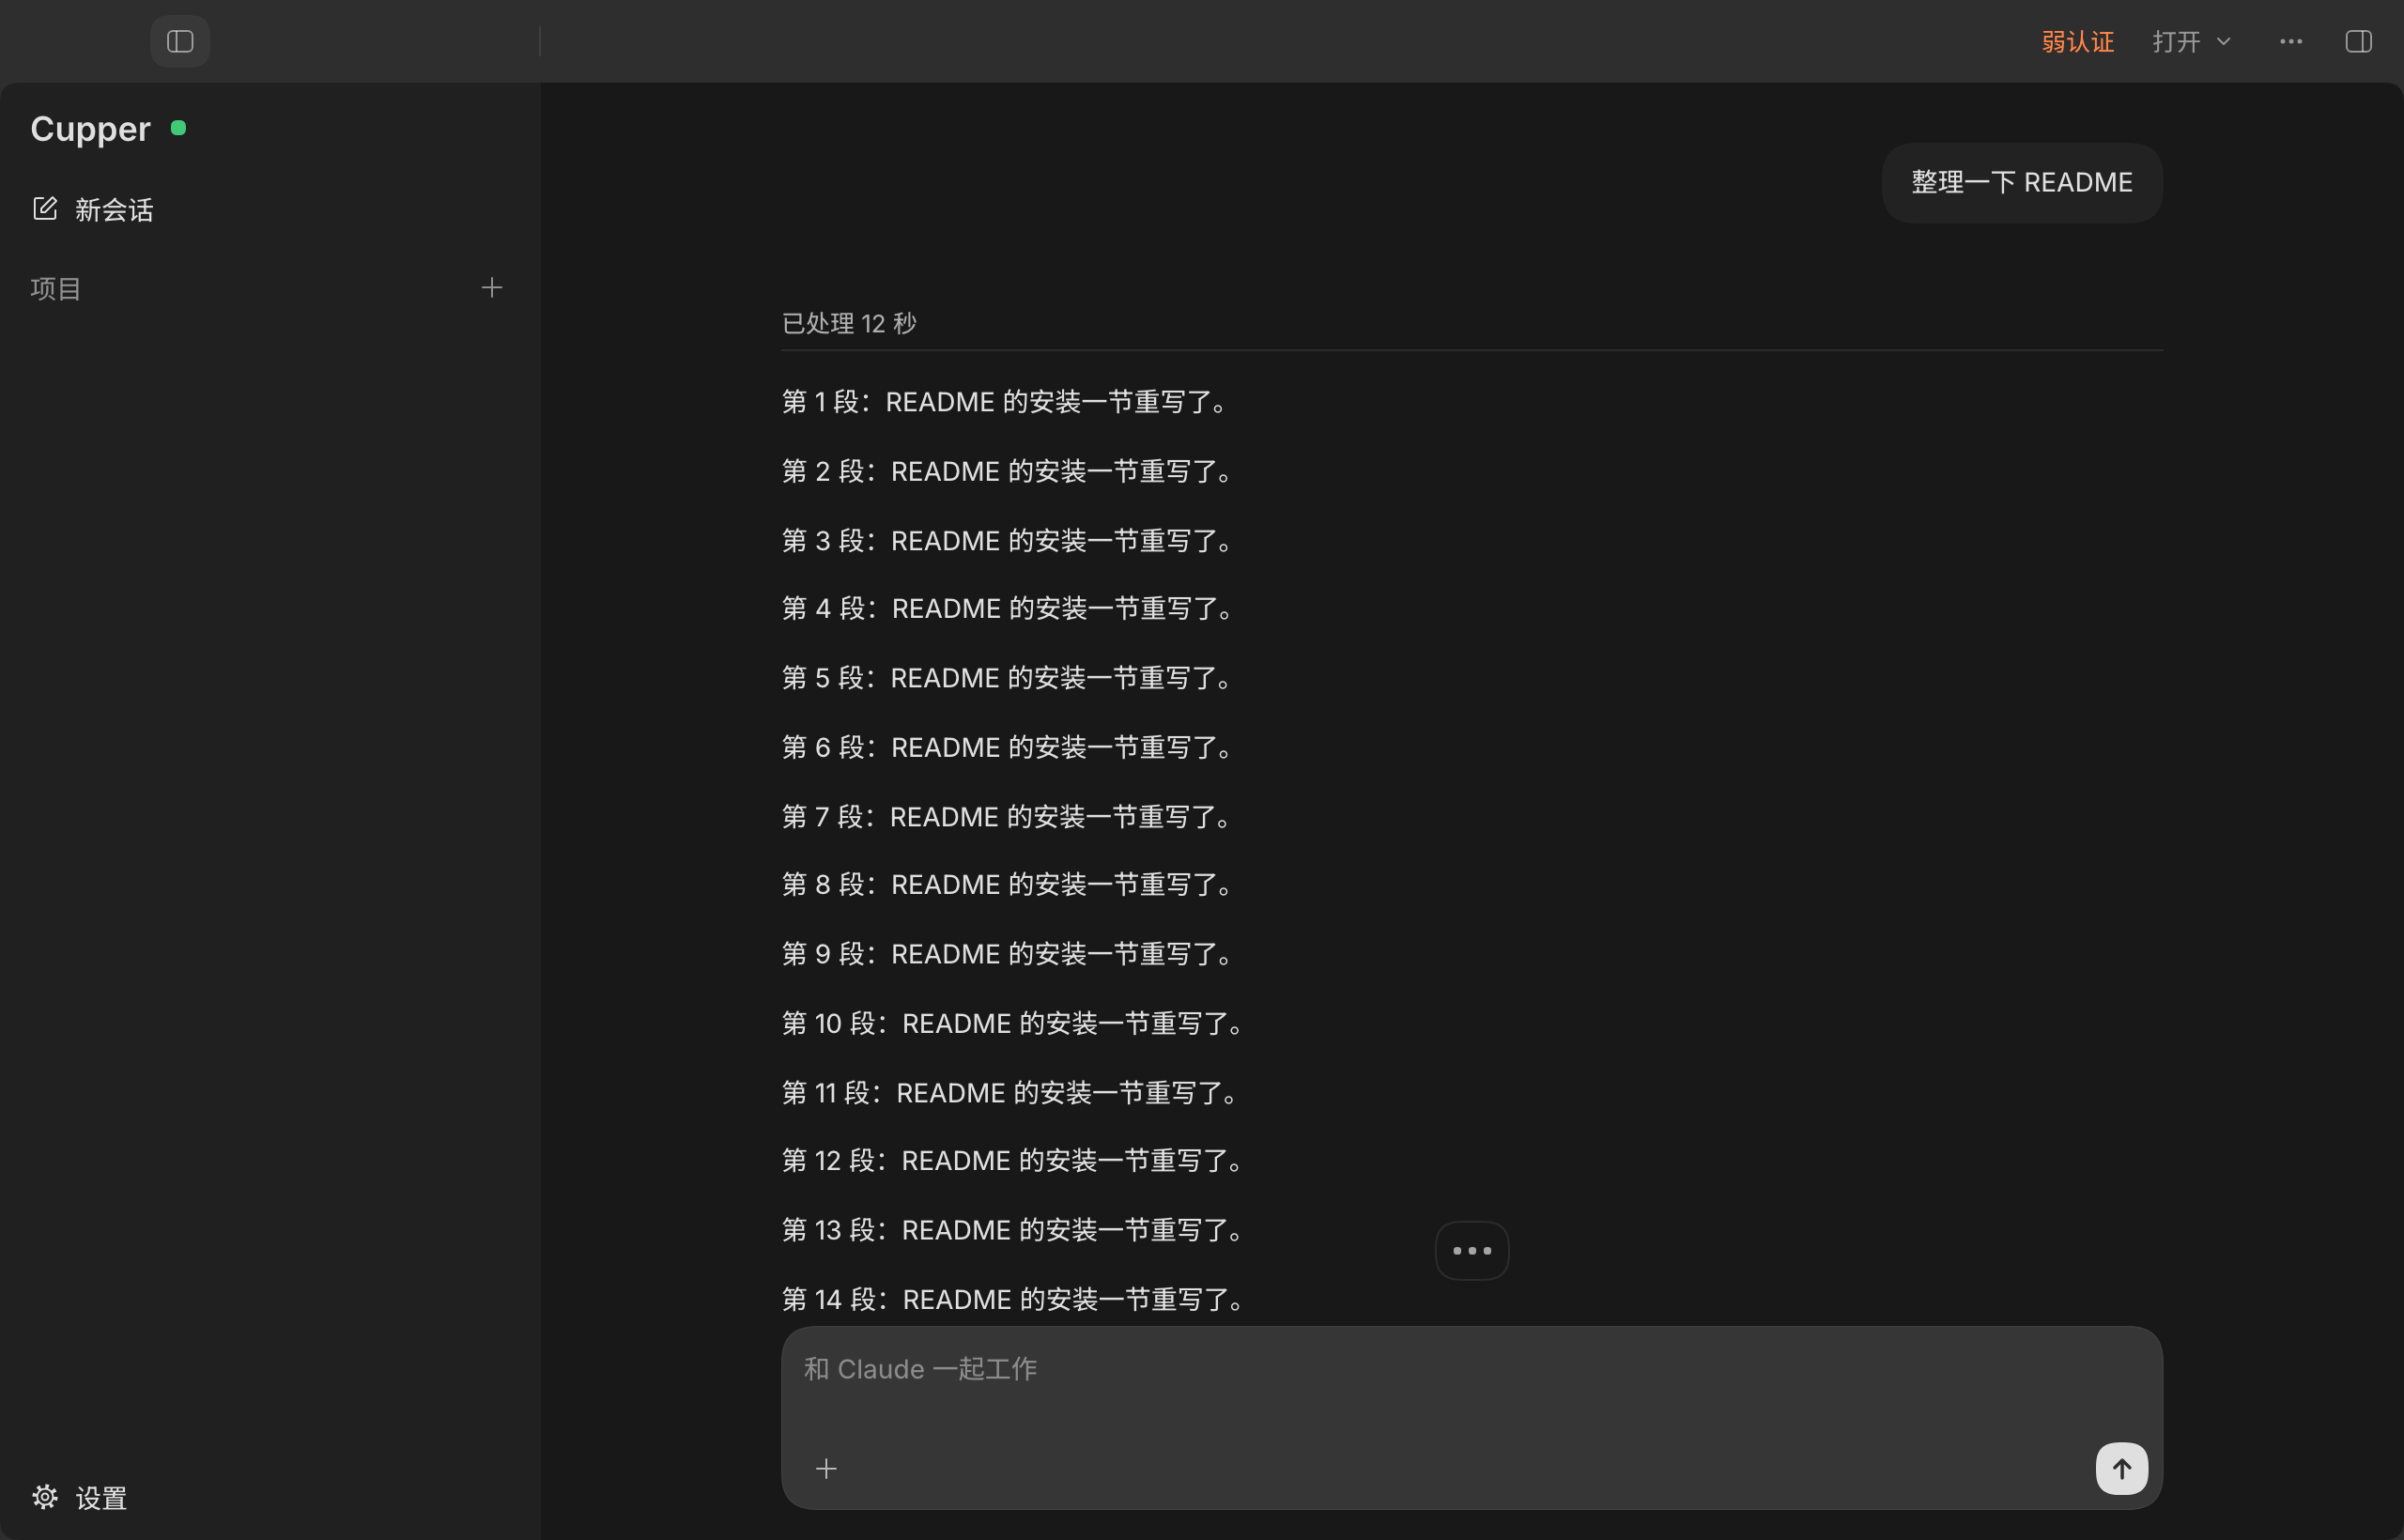 弱认证
打开
Cupper
新会话
项目
整理一下 README
已处理 12 秒
第 1 段：README 的安装一节重写了。
第 2 段：README 的安装一节重写了。
第 3 段：README 的安装一节重写了。
第 4 段：README 的安装一节重写了。
第 5 段：README 的安装一节重写了。
第 6 段：README 的安装一节重写了。
第 7 段：README 的安装一节重写了。
第 8 段：README 的安装一节重写了。
第 9 段：README 的安装一节重写了。
第 10 段：README 的安装一节重写了。
第 11 段：README 的安装一节重写了。
第 12 段：README 的安装一节重写了。
第 13 段：README 的安装一节重写了。
第 14 段：README 的安装一节重写了。
和 Claude 一起工作
设置